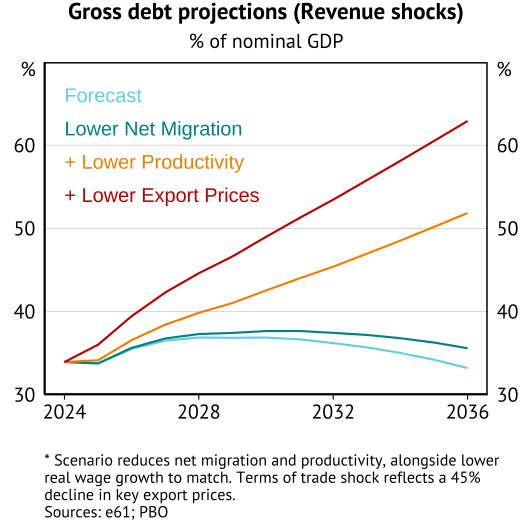 Gross debt projections (Revenue shocks)
% of nominal GDP
% %
Forecast
Lower Net Migration
+ Lower Productivity
+ Lower Export Prices
60 60
50 50
40 40
30 30
2024 2028 2032 2036
* Scenario reduces net migration and productivity, alongside lower
real wage growth to match. Terms of trade shock reflects a 45%
decline in key export prices.
Sources: e61; PBO